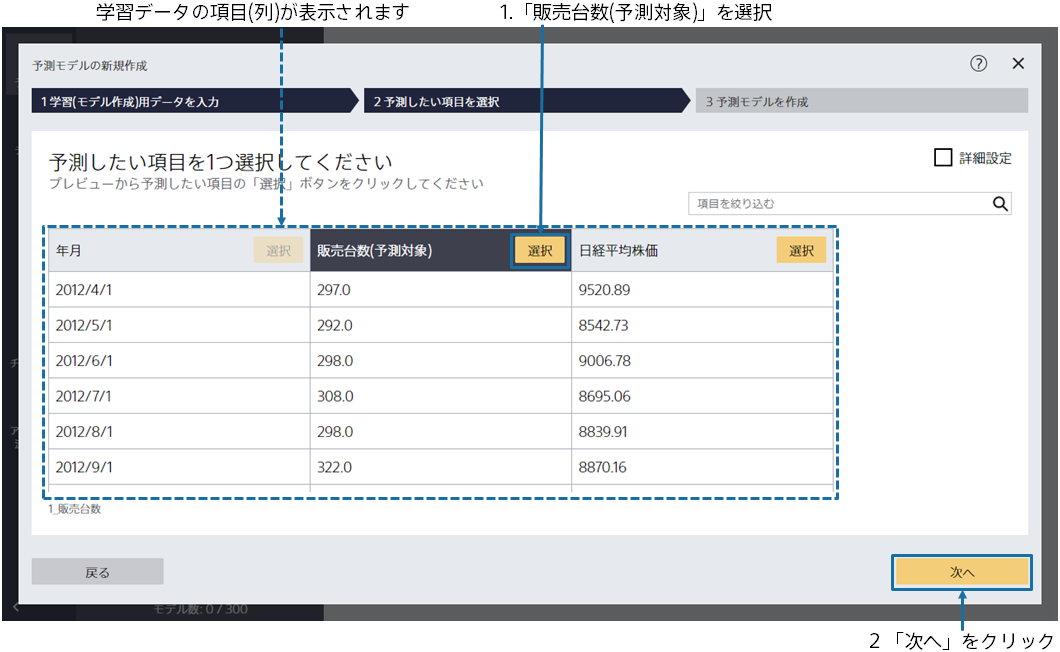 学習データの項目(列)が表示されます
1.「販売台数(予測対象)」を選択
予測モデルの新規作成
1 学習(モデル作成)用データを入力
2 予測したい項目を選択
3 予測モデルを作成
予測したい項目を1つ選択してください
詳細設定
プレビューから予測したい項目の「選択」ボタンをクリックしてください
項目を絞り込む
年月 選択 販売台数(予測対象) 選択 日経平均株価 選択
2012/4/1 297.0 9520.89
2012/5/1 292.0 8542.73
2012/6/1 298.0 9006.78
2012/7/1 308.0 8695.06
2012/8/1 298.0 8839.91
2012/9/1 322.0 8870.16
1_販売台数
戻る
次へ
モデル数: 0 / 300
2 「次へ」をクリック